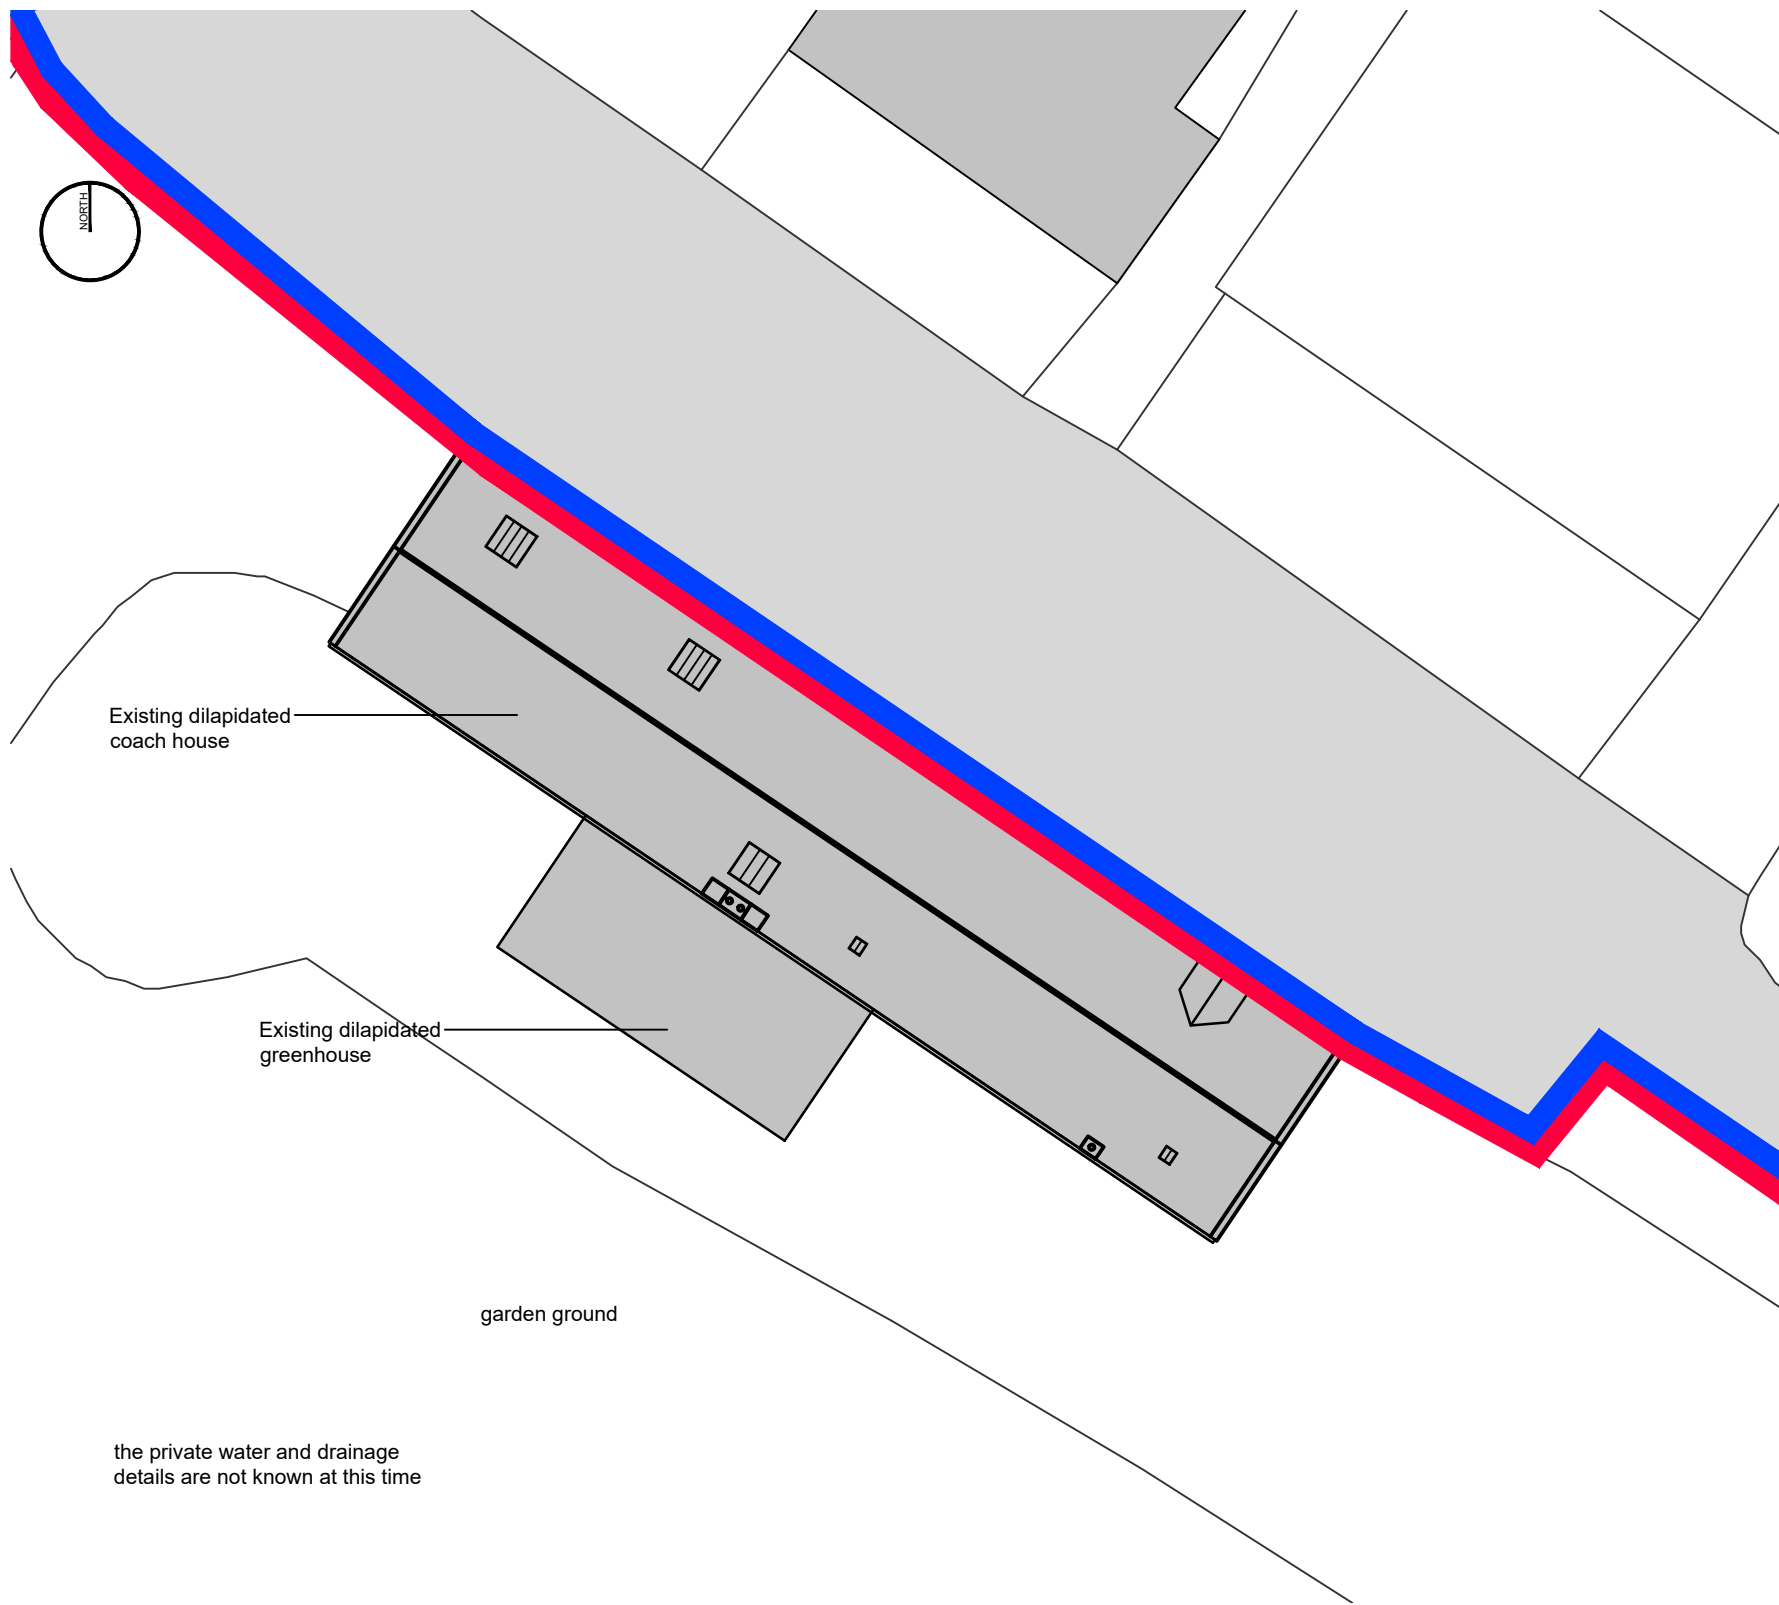 NORTH
Existing dilapidated
coach house
Existing dilapidated
greenhouse
garden ground
the private water and drainage
details are not known at this time